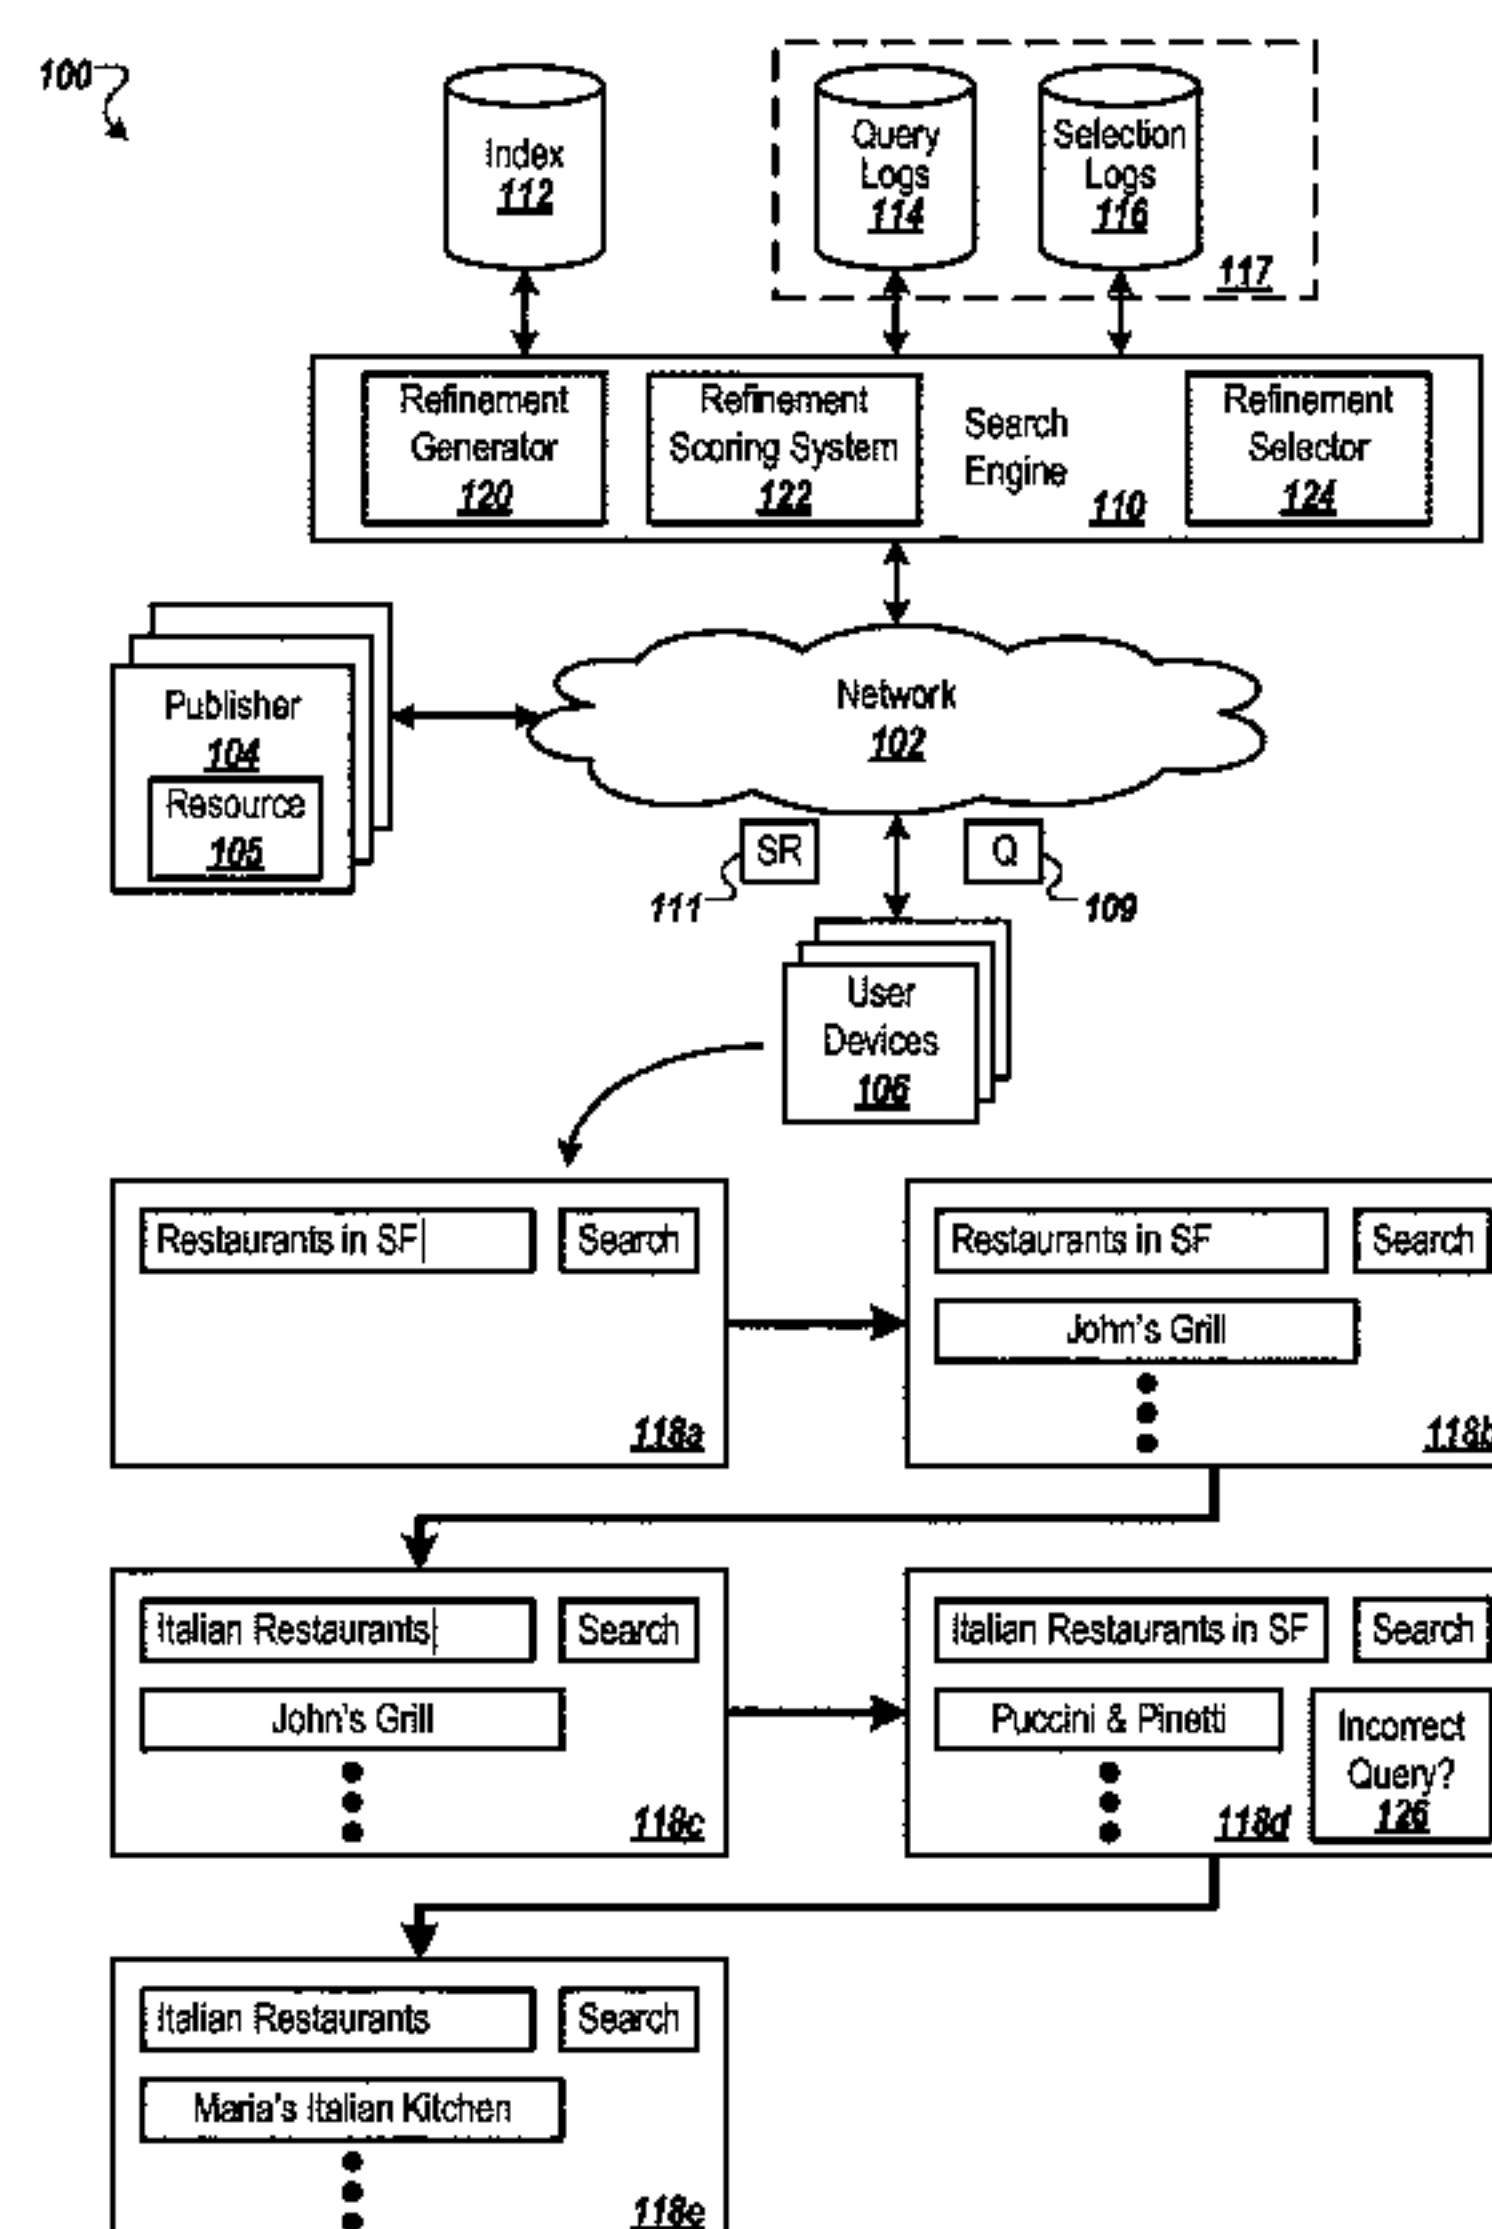 100
Index
112
Query
Logs
114
Selection
Logs
116
117
Refinement
Generator
120
Refinement
Scoring System
122
Search
Engine
110
Refinement
Selector
124
Publisher
104
Resource
105
Network
102
SR
111
Q
109
User
Devices
106
Restaurants in SF
Search
118a
Restaurants in SF
Search
John's Grill
118b
Italian Restaurants
Search
John's Grill
118c
Italian Restaurants in SF
Search
Puccini & Pinetti
Incorrect
Query?
126
118d
Italian Restaurants
Search
Maria's Italian Kitchen
118e